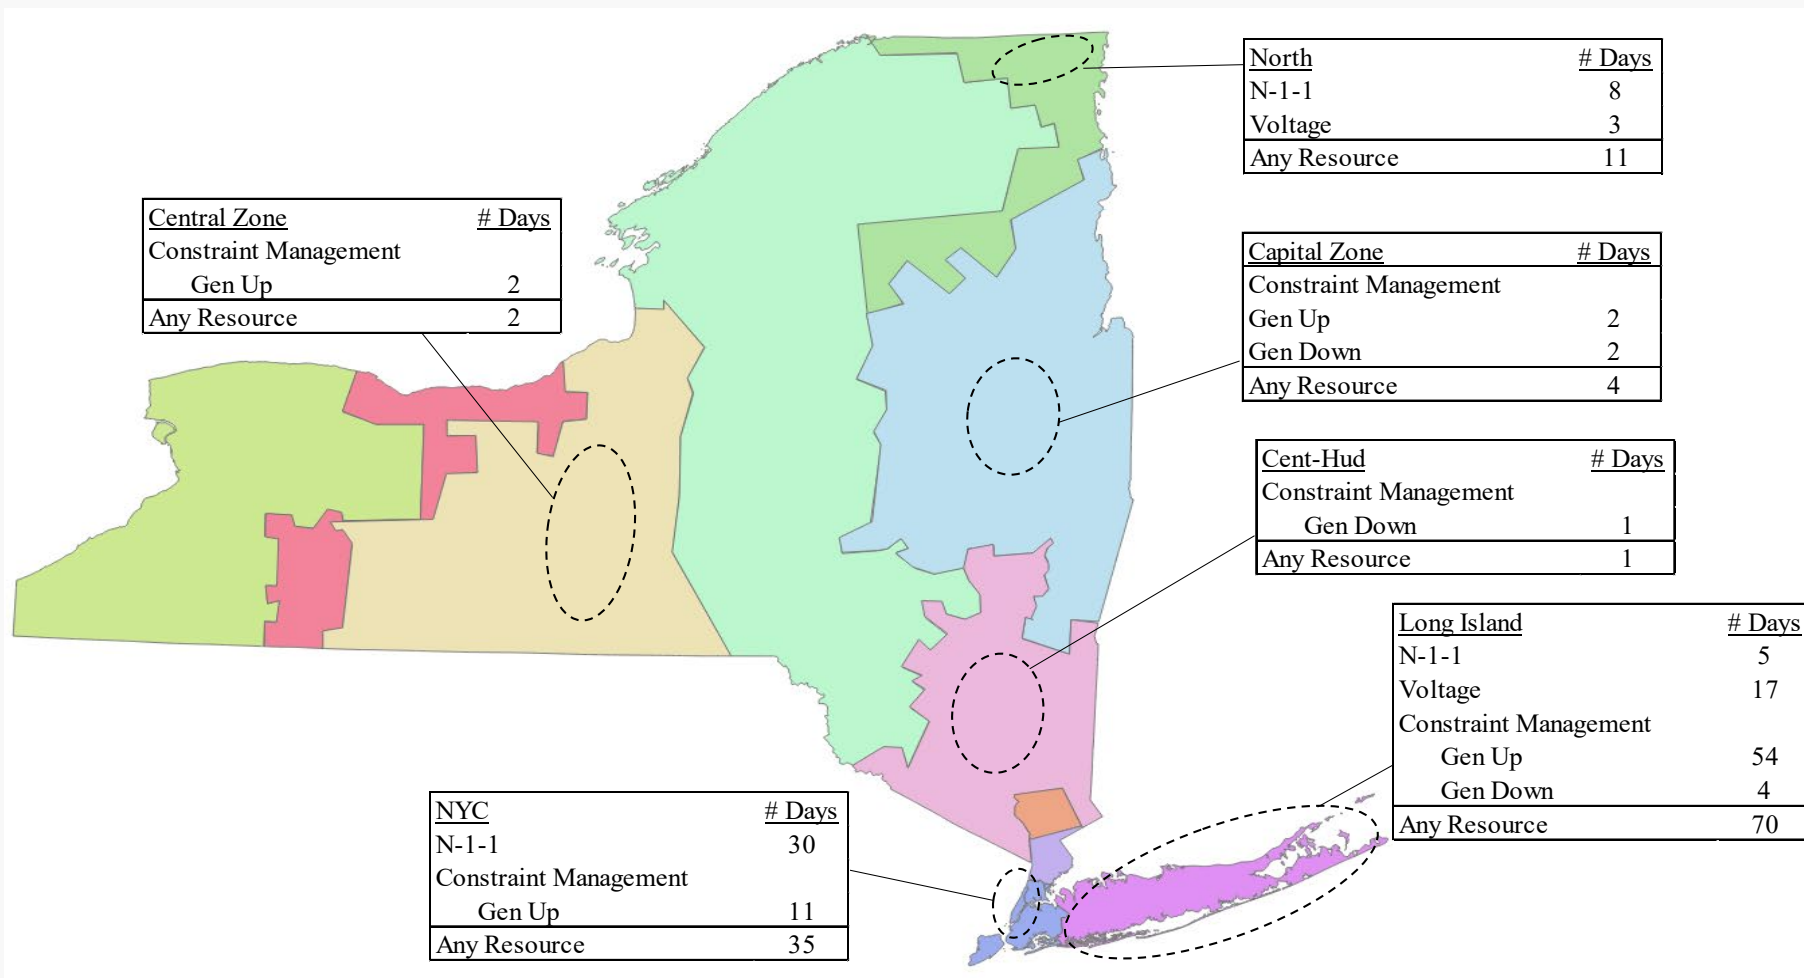 North # Days
N-1-1 8
Voltage 3
Any Resource 11
Central Zone # Days
Constraint Management
Gen Up 2
Any Resource 2
Capital Zone # Days
Constraint Management
Gen Up 2
Gen Down 2
Any Resource 4
Cent-Hud # Days
Constraint Management
Gen Down 1
Any Resource 1
Long Island # Days
N-1-1 5
Voltage 17
Constraint Management
Gen Up 54
Gen Down 4
Any Resource 70
NYC # Days
N-1-1 30
Constraint Management
Gen Up 11
Any Resource 35